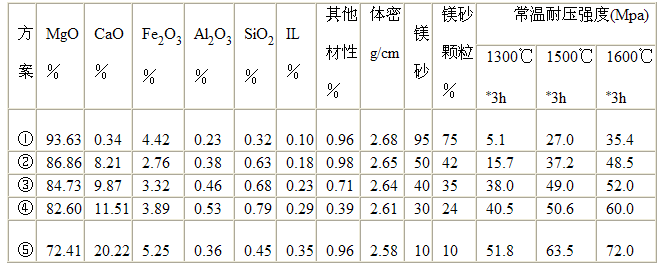 方案 MgO % CaO % Fe₂O₃ % Al₂O₃ % SiO₂ % IL % 其他材性 % 体密 g/cm 镁砂 镁砂颗粒 % 常温耐压强度(Mpa)
1300℃ *3h 1500℃ *3h 1600℃ *3h
① 93.63 0.34 4.42 0.23 0.32 0.10 0.96 2.68 95 75 5.1 27.0 35.4
② 86.86 8.21 2.76 0.38 0.63 0.18 0.98 2.65 50 42 15.7 37.2 48.5
③ 84.73 9.87 3.32 0.46 0.68 0.23 0.71 2.64 40 35 38.0 49.0 52.0
④ 82.60 11.51 3.89 0.53 0.79 0.29 0.39 2.61 30 24 40.5 50.6 60.0
⑤ 72.41 20.22 5.25 0.36 0.45 0.35 0.96 2.58 10 10 51.8 63.5 72.0